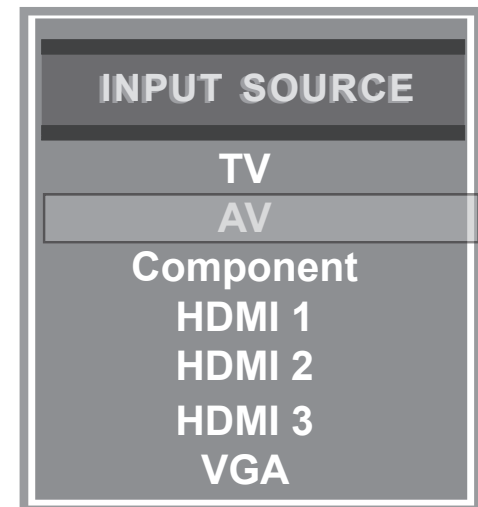 INPUT SOURCE
TV
AV
Component
HDMI 1
HDMI 2
HDMI 3
VGA